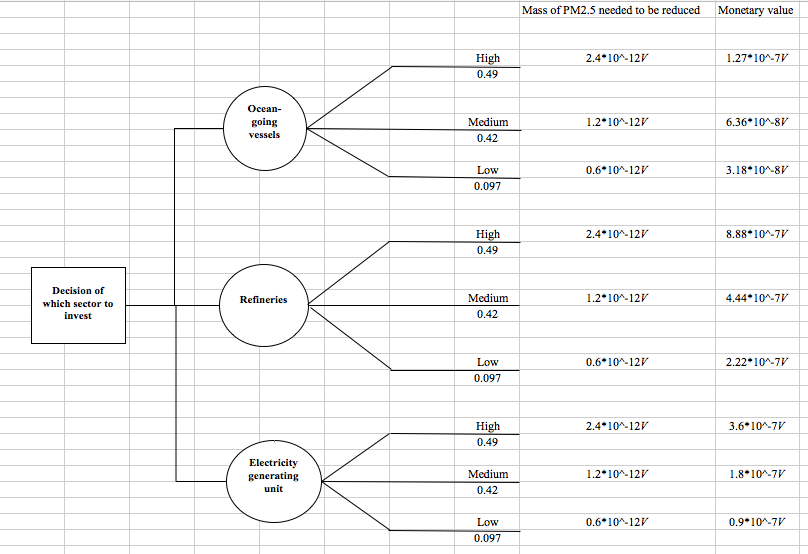 Mass of PM2.5 needed to be reduced Monetary value
High 2.4*10^-12V 1.27*10^-7V
0.49
Ocean-
going
vessels
Medium 1.2*10^-12V 6.36*10^-8V
0.42
Low 0.6*10^-12V 3.18*10^-8V
0.097
High 2.4*10^-12V 8.88*10^-7V
0.49
Decision of
which sector to
invest
Refineries
Medium 1.2*10^-12V 4.44*10^-7V
0.42
Low 0.6*10^-12V 2.22*10^-7V
0.097
High 2.4*10^-12V 3.6*10^-7V
0.49
Electricity
generating
unit
Medium 1.2*10^-12V 1.8*10^-7V
0.42
Low 0.6*10^-12V 0.9*10^-7V
0.097